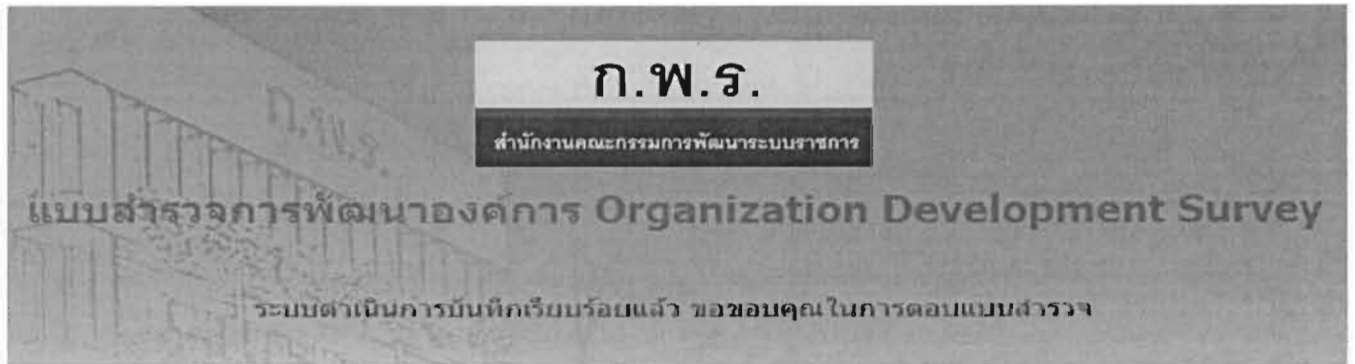 ก.พ.ร.
สำนักงานคณะกรรมการพัฒนาระบบราชการ
ก.พ.ร.
แบบสำรวจการพัฒนาองค์การ Organization Development Survey
ระบบดำเนินการบันทึกเรียบร้อยแล้ว ขอขอบคุณในการตอบแบบสำรวจ